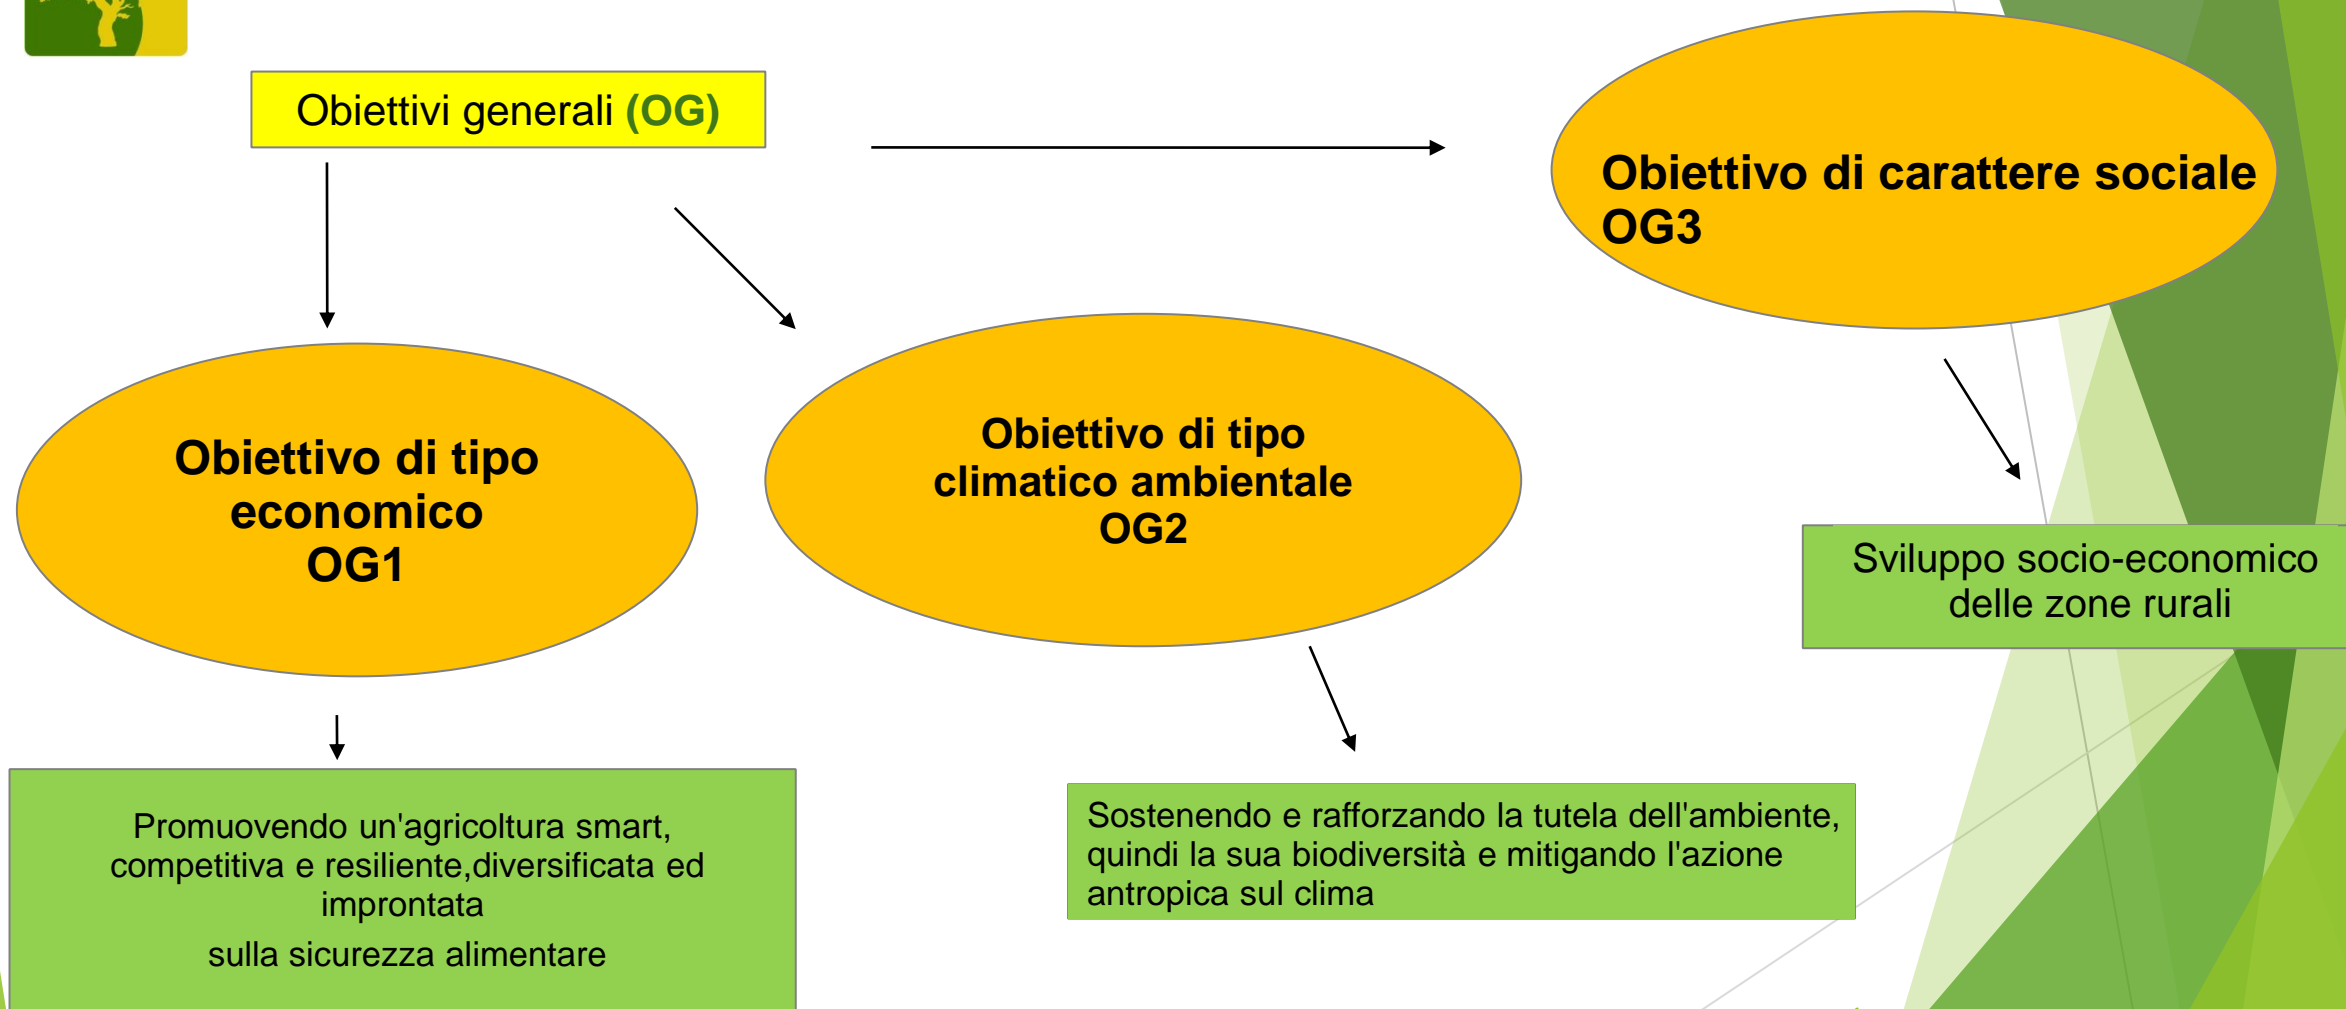 Obiettivi generali (OG)
Obiettivo di carattere sociale
OG3
Obiettivo di tipo
economico
OG1
Obiettivo di tipo
climatico ambientale
OG2
Sviluppo socio-economico
delle zone rurali
Promuovendo un'agricoltura smart,
competitiva e resiliente,diversificata ed
improntata
sulla sicurezza alimentare
Sostenendo e rafforzando la tutela dell'ambiente,
quindi la sua biodiversità e mitigando l'azione
antropica sul clima